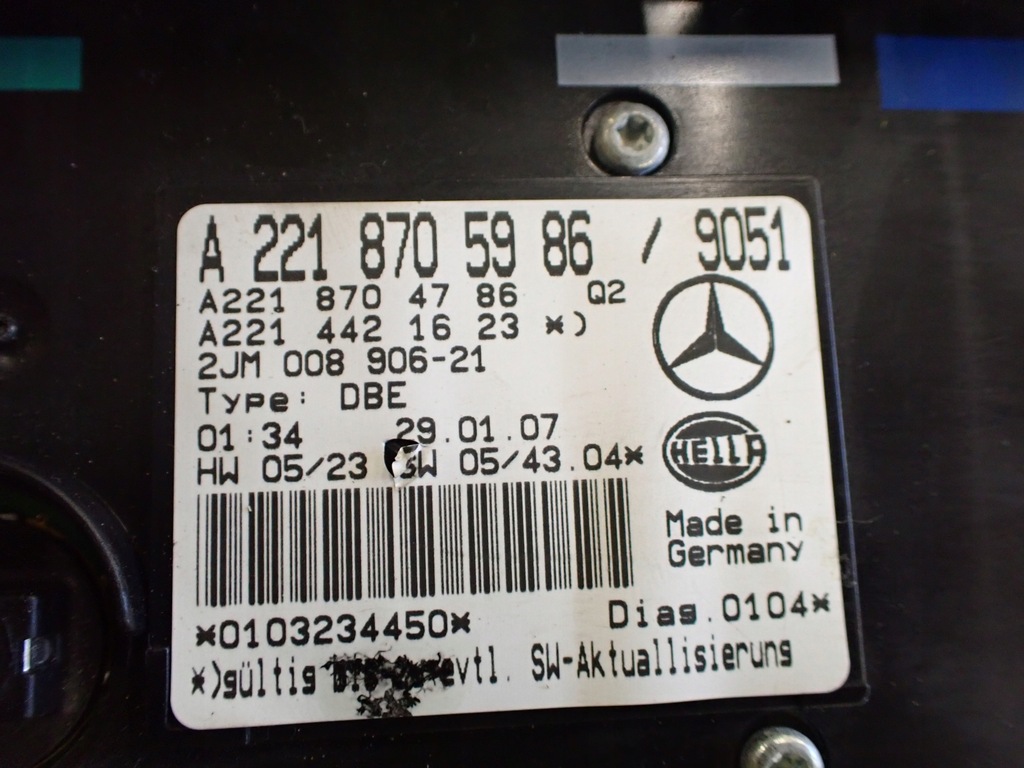 A 221 870 59 86 / 9051
A221 870 47 86 Q2
A221 442 16 23 *)
2JM 008 906-21
Type: DBE
01:34 29.01.07
HW 05/23 SW 05/43.04*
HELLA
Made in
Germany
*0103234450*
Diag.0104*
*)gültig evtl. SW-Aktuallisierung